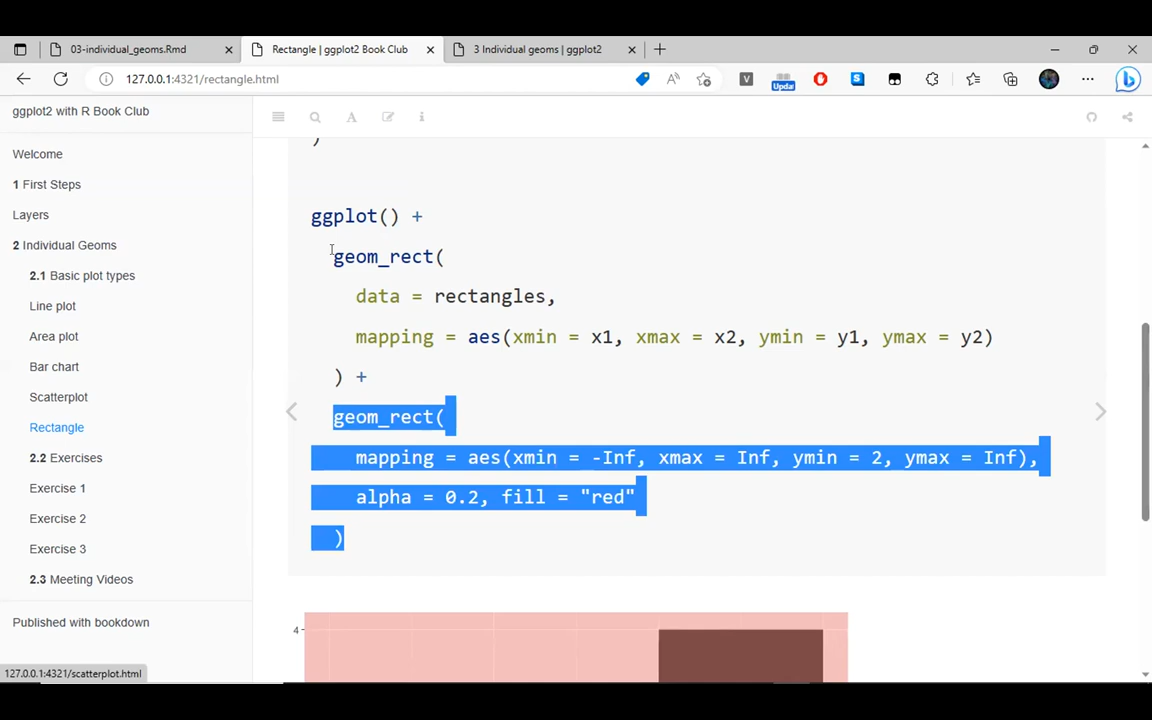 03-individual_geoms.Rmd
Rectangle | ggplot2 Book Club
3 Individual geoms | ggplot2
127.0.0.1:4321/rectangle.html
ggplot2 with R Book Club
Welcome
1 First Steps
Layers
2 Individual Geoms
2.1 Basic plot types
Line plot
Area plot
Bar chart
Scatterplot
Rectangle
2.2 Exercises
Exercise 1
Exercise 2
Exercise 3
2.3 Meeting Videos
Published with bookdown
127.0.0.1:4321/scatterplot.html
)
ggplot() +
geom_rect(
data = rectangles,
mapping = aes(xmin = x1, xmax = x2, ymin = y1, ymax = y2)
) +
geom_rect(
mapping = aes(xmin = -Inf, xmax = Inf, ymin = 2, ymax = Inf),
alpha = 0.2, fill = "red"
)
4